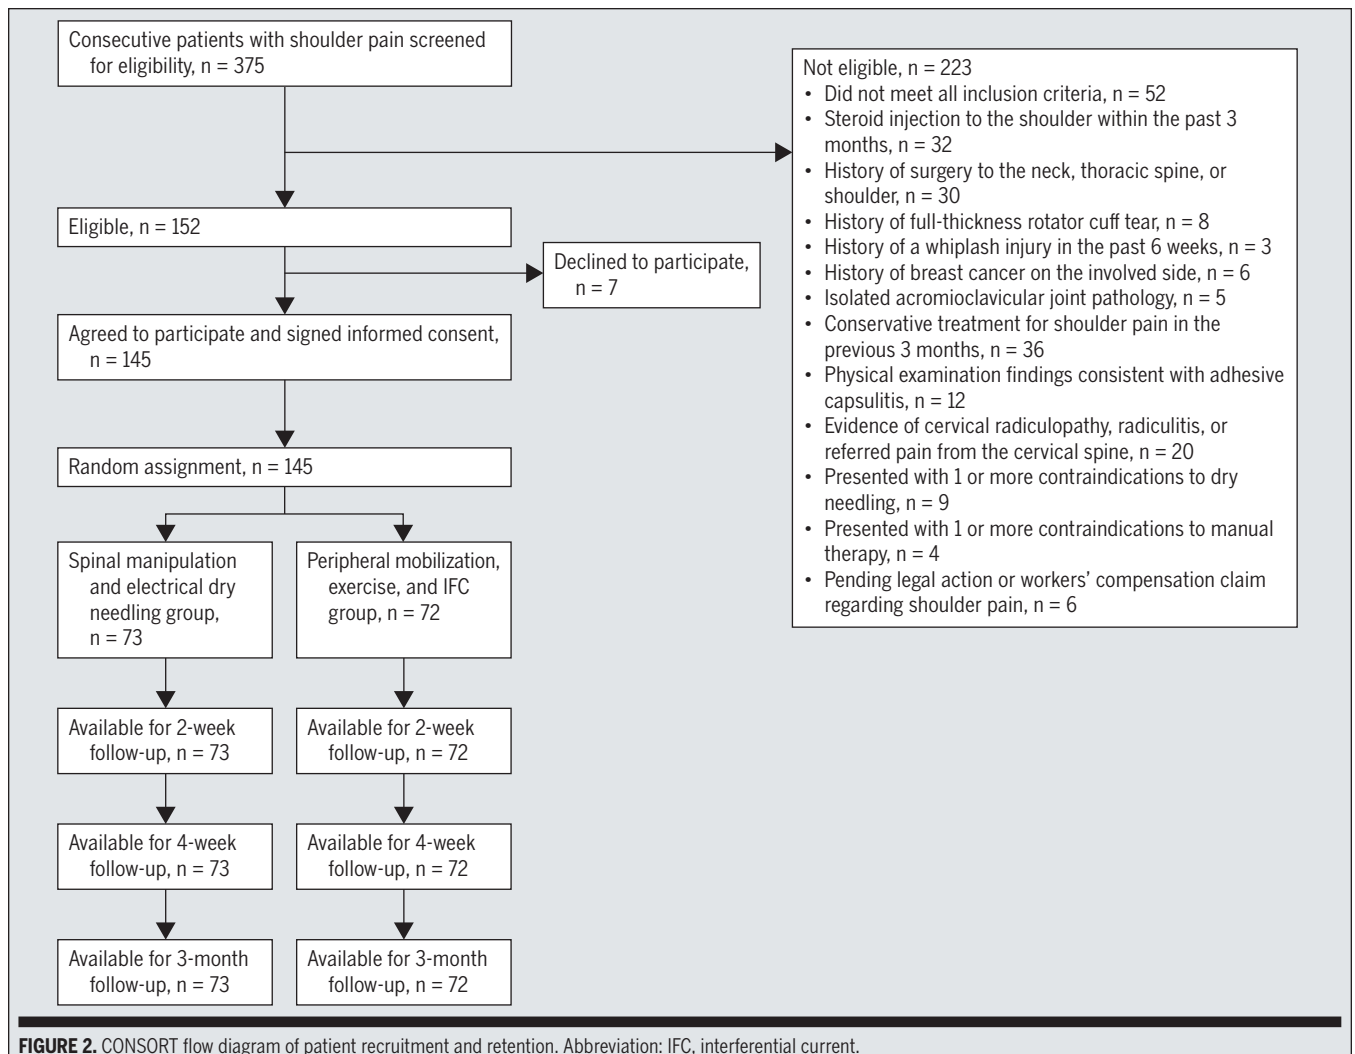 Consecutive patients with shoulder pain screened
for eligibility, n = 375
Not eligible, n = 223
• Did not meet all inclusion criteria, n = 52
• Steroid injection to the shoulder within the past 3
months, n = 32
• History of surgery to the neck, thoracic spine, or
shoulder, n = 30
• History of full-thickness rotator cuff tear, n = 8
• History of a whiplash injury in the past 6 weeks, n = 3
• History of breast cancer on the involved side, n = 6
• Isolated acromioclavicular joint pathology, n = 5
• Conservative treatment for shoulder pain in the
previous 3 months, n = 36
• Physical examination findings consistent with adhesive
capsulitis, n = 12
• Evidence of cervical radiculopathy, radiculitis, or
referred pain from the cervical spine, n = 20
• Presented with 1 or more contraindications to dry
needling, n = 9
• Presented with 1 or more contraindications to manual
therapy, n = 4
• Pending legal action or workers’ compensation claim
regarding shoulder pain, n = 6
Eligible, n = 152
Declined to participate,
n = 7
Agreed to participate and signed informed consent,
n = 145
Random assignment, n = 145
Spinal manipulation
and electrical dry
needling group,
n = 73
Peripheral mobilization,
exercise, and IFC
group, n = 72
Available for 2-week
follow-up, n = 73
Available for 2-week
follow-up, n = 72
Available for 4-week
follow-up, n = 73
Available for 4-week
follow-up, n = 72
Available for 3-month
follow-up, n = 73
Available for 3-month
follow-up, n = 72
FIGURE 2. CONSORT flow diagram of patient recruitment and retention. Abbreviation: IFC, interferential current.